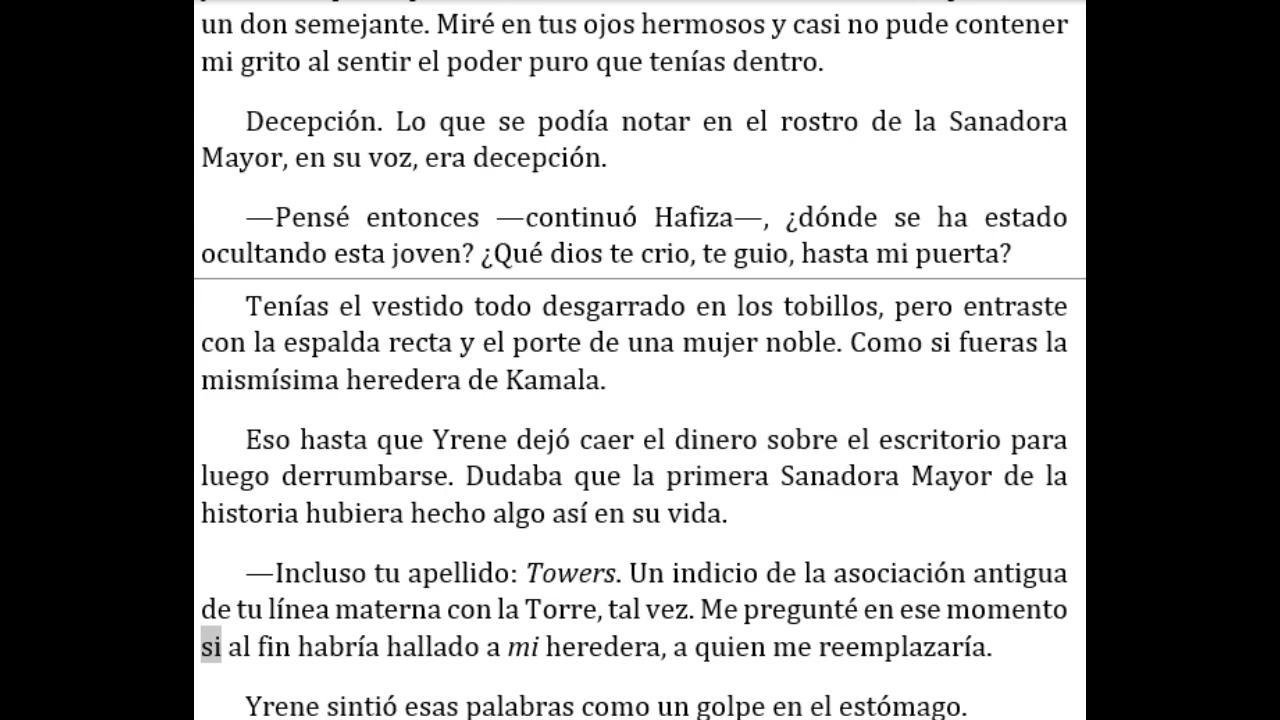 un don semejante. Miré en tus ojos hermosos y casi no pude contener
mi grito al sentir el poder puro que tenías dentro.
Decepción. Lo que se podía notar en el rostro de la Sanadora
Mayor, en su voz, era decepción.
—Pensé entonces —continuó Hafiza—, ¿dónde se ha estado
ocultando esta joven? ¿Qué dios te crio, te guio, hasta mi puerta?
Tenías el vestido todo desgarrado en los tobillos, pero entraste
con la espalda recta y el porte de una mujer noble. Como si fueras la
mismísima heredera de Kamala.
Eso hasta que Yrene dejó caer el dinero sobre el escritorio para
luego derrumbarse. Dudaba que la primera Sanadora Mayor de la
historia hubiera hecho algo así en su vida.
—Incluso tu apellido: Towers. Un indicio de la asociación antigua
de tu línea materna con la Torre, tal vez. Me pregunté en ese momento
si al fin habría hallado a mi heredera, a quien me reemplazaría.
Yrene sintió esas palabras como un golpe en el estómago.